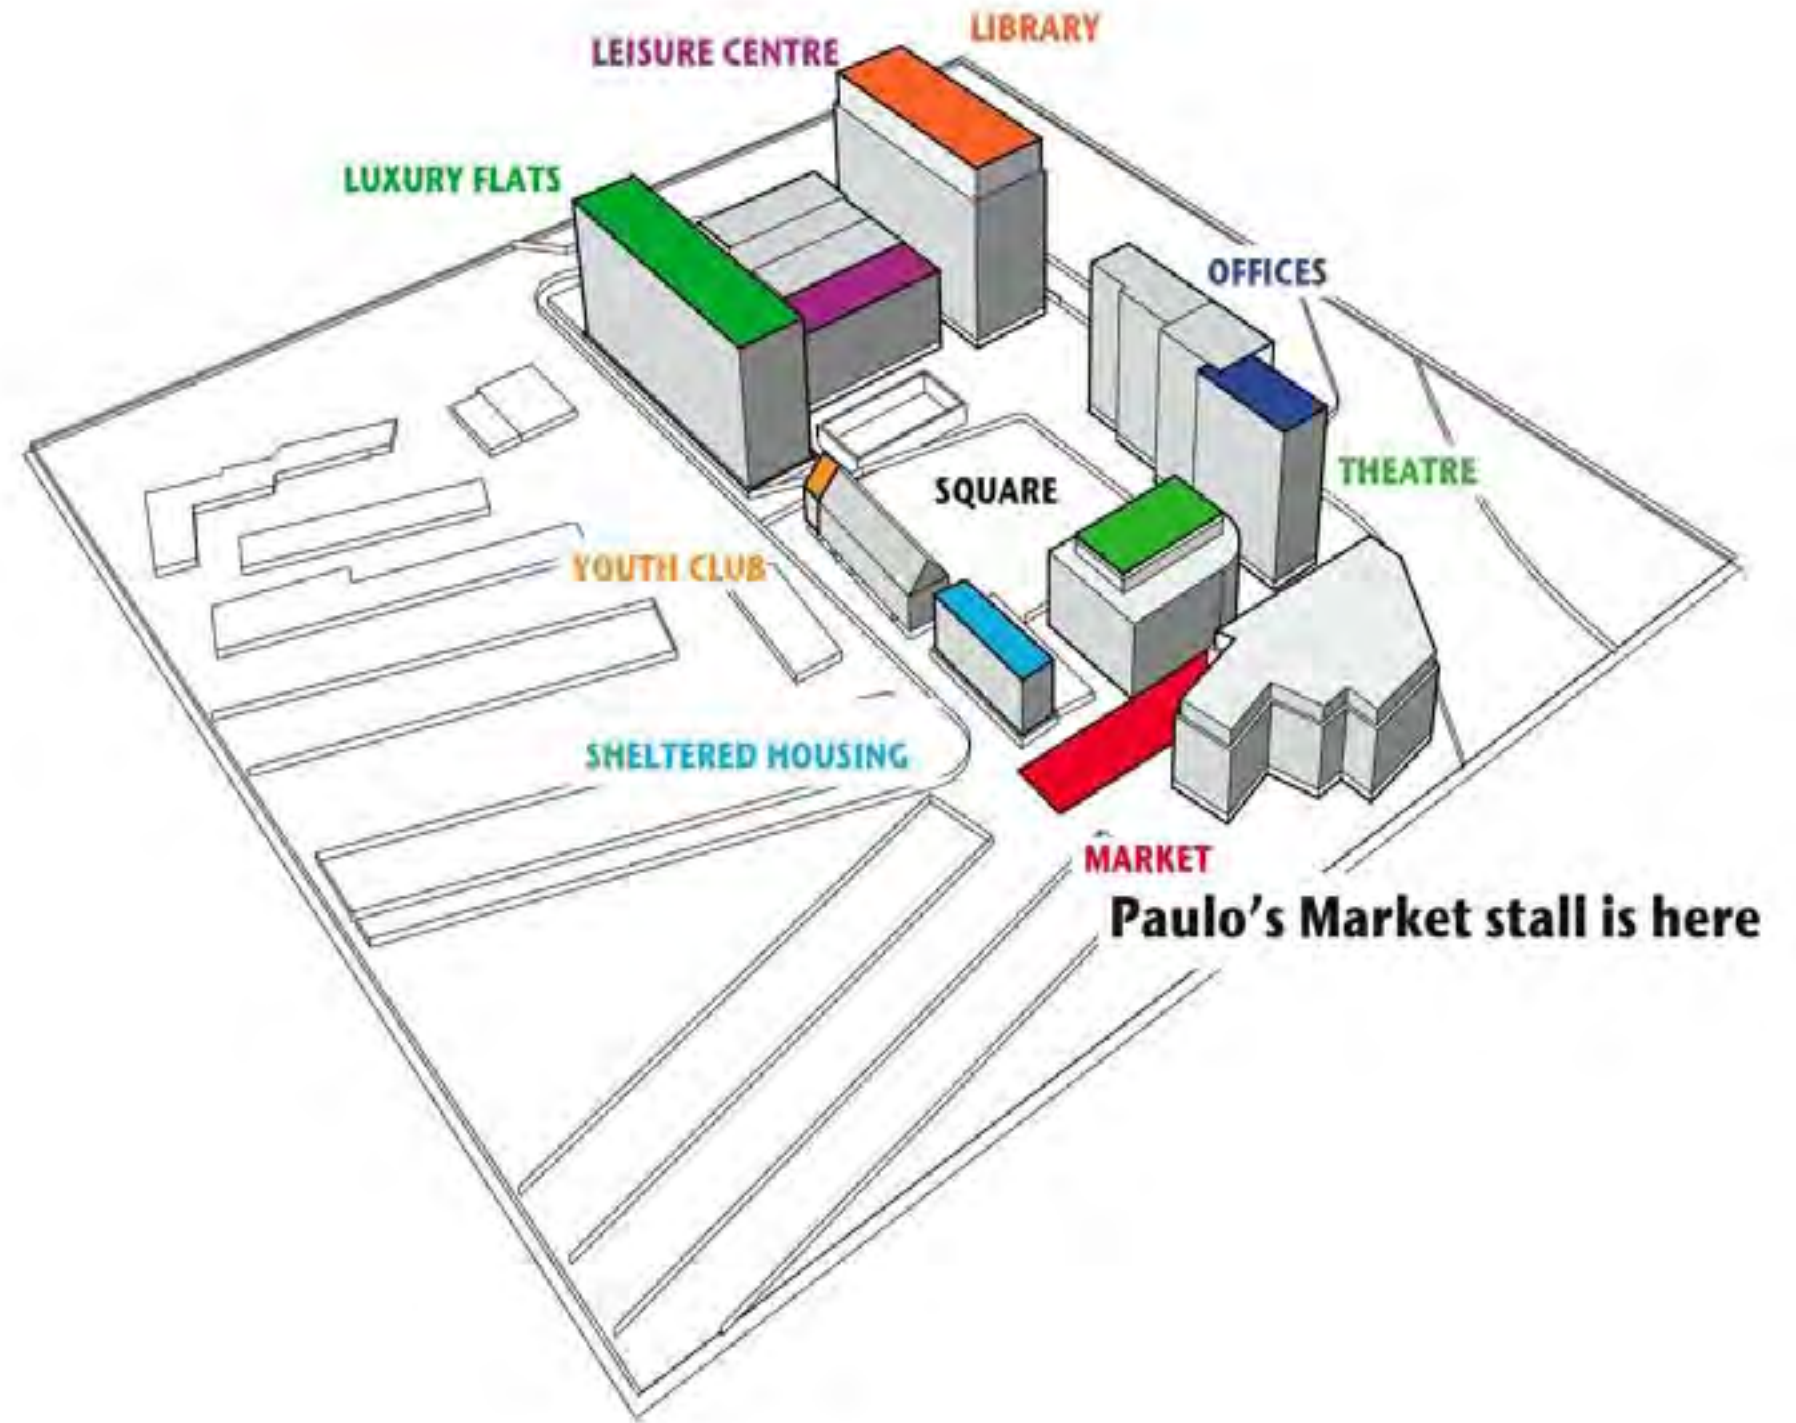 LIBRARY
LEISURE CENTRE
LUXURY FLATS
OFFICES
THEATRE
SQUARE
YOUTH CLUB
SHELTERED HOUSING
MARKET
Paulo's Market stall is here